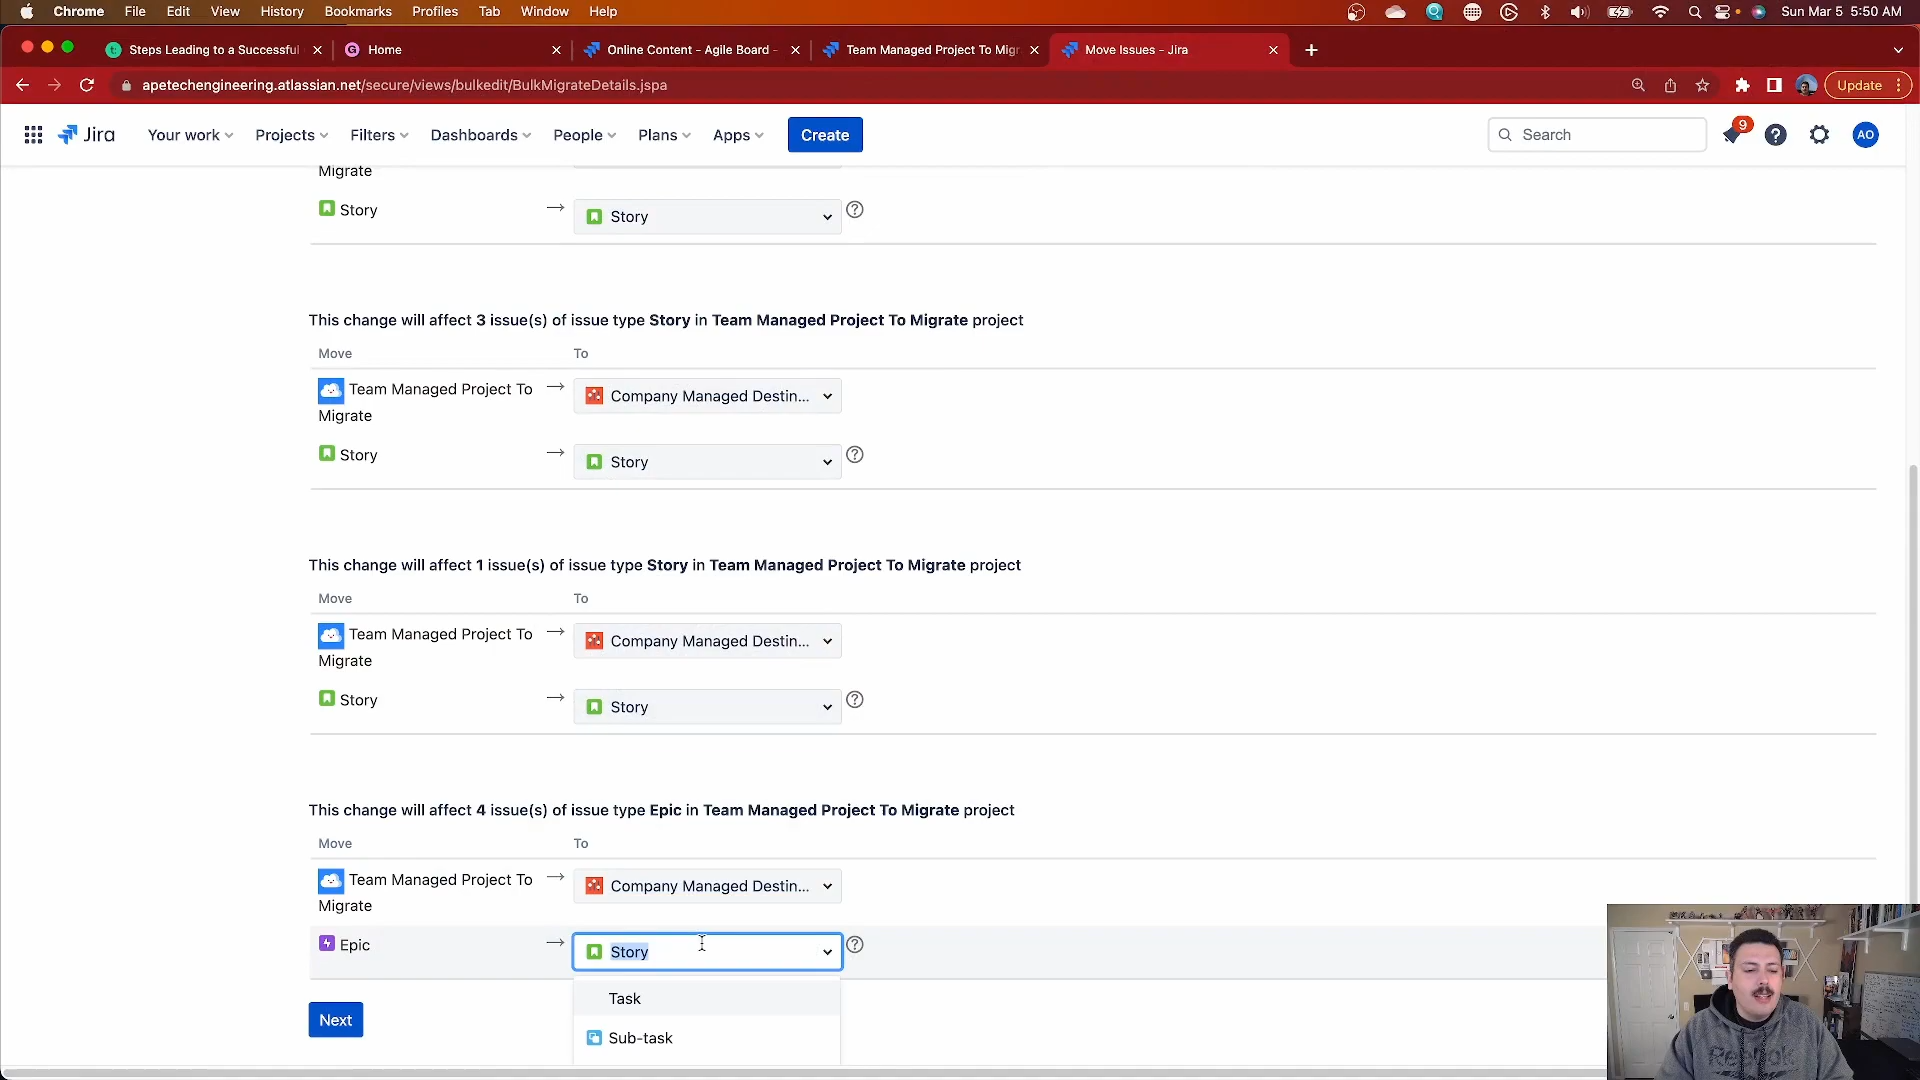 Chrome File Edit View History Bookmarks Profiles Tab Window Help Sun Mar 5 5:50 AM
Steps Leading to a Successful Home Online Content - Agile Board - Team Managed Project To Migr Move Issues - Jira
apetechengineering.atlassian.net/secure/views/bulkedit/BulkMigrateDetails.jspa Update
Jira Your work Projects Filters Dashboards People Plans Apps Create Search 9 AO
Migrate
Story → Story
This change will affect 3 issue(s) of issue type Story in Team Managed Project To Migrate project
Move To
Team Managed Project To → Company Managed Destin...
Migrate
Story → Story
This change will affect 1 issue(s) of issue type Story in Team Managed Project To Migrate project
Move To
Team Managed Project To → Company Managed Destin...
Migrate
Story → Story
This change will affect 4 issue(s) of issue type Epic in Team Managed Project To Migrate project
Move To
Team Managed Project To → Company Managed Destin...
Migrate
Epic → Story
Task
Next
Sub-task